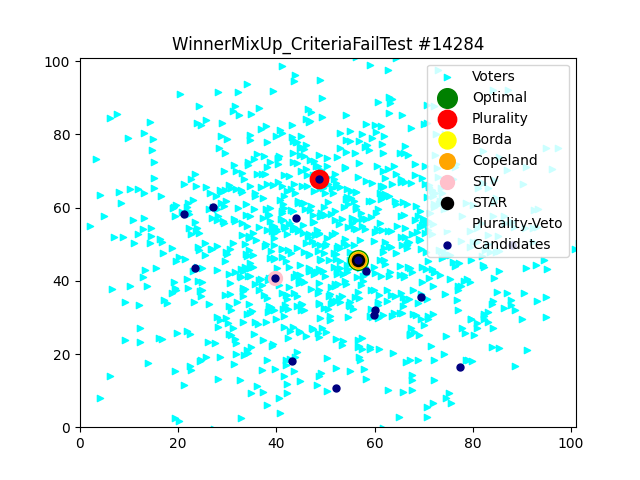 WinnerMixUp_CriteriaFailTest #14284
100
80
60
40
20
0
0 20 40 60 80 100
Voters
Optimal
Plurality
Borda
Copeland
STV
STAR
Plurality-Veto
Candidates